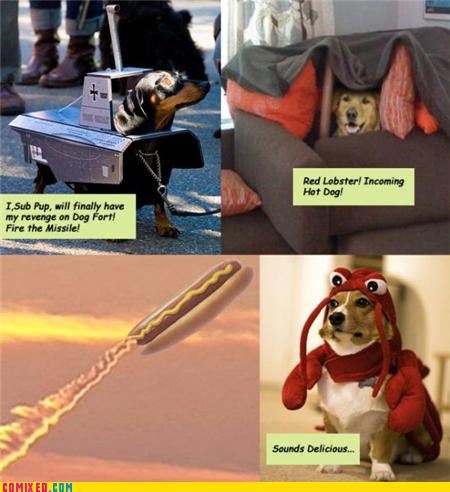 I,Sub Pup, will finally have
my revenge on Dog Fort!
Fire the Missile!
Red Lobster! Incoming
Hot Dog!
Sounds Delicious...
COMIXED.COM